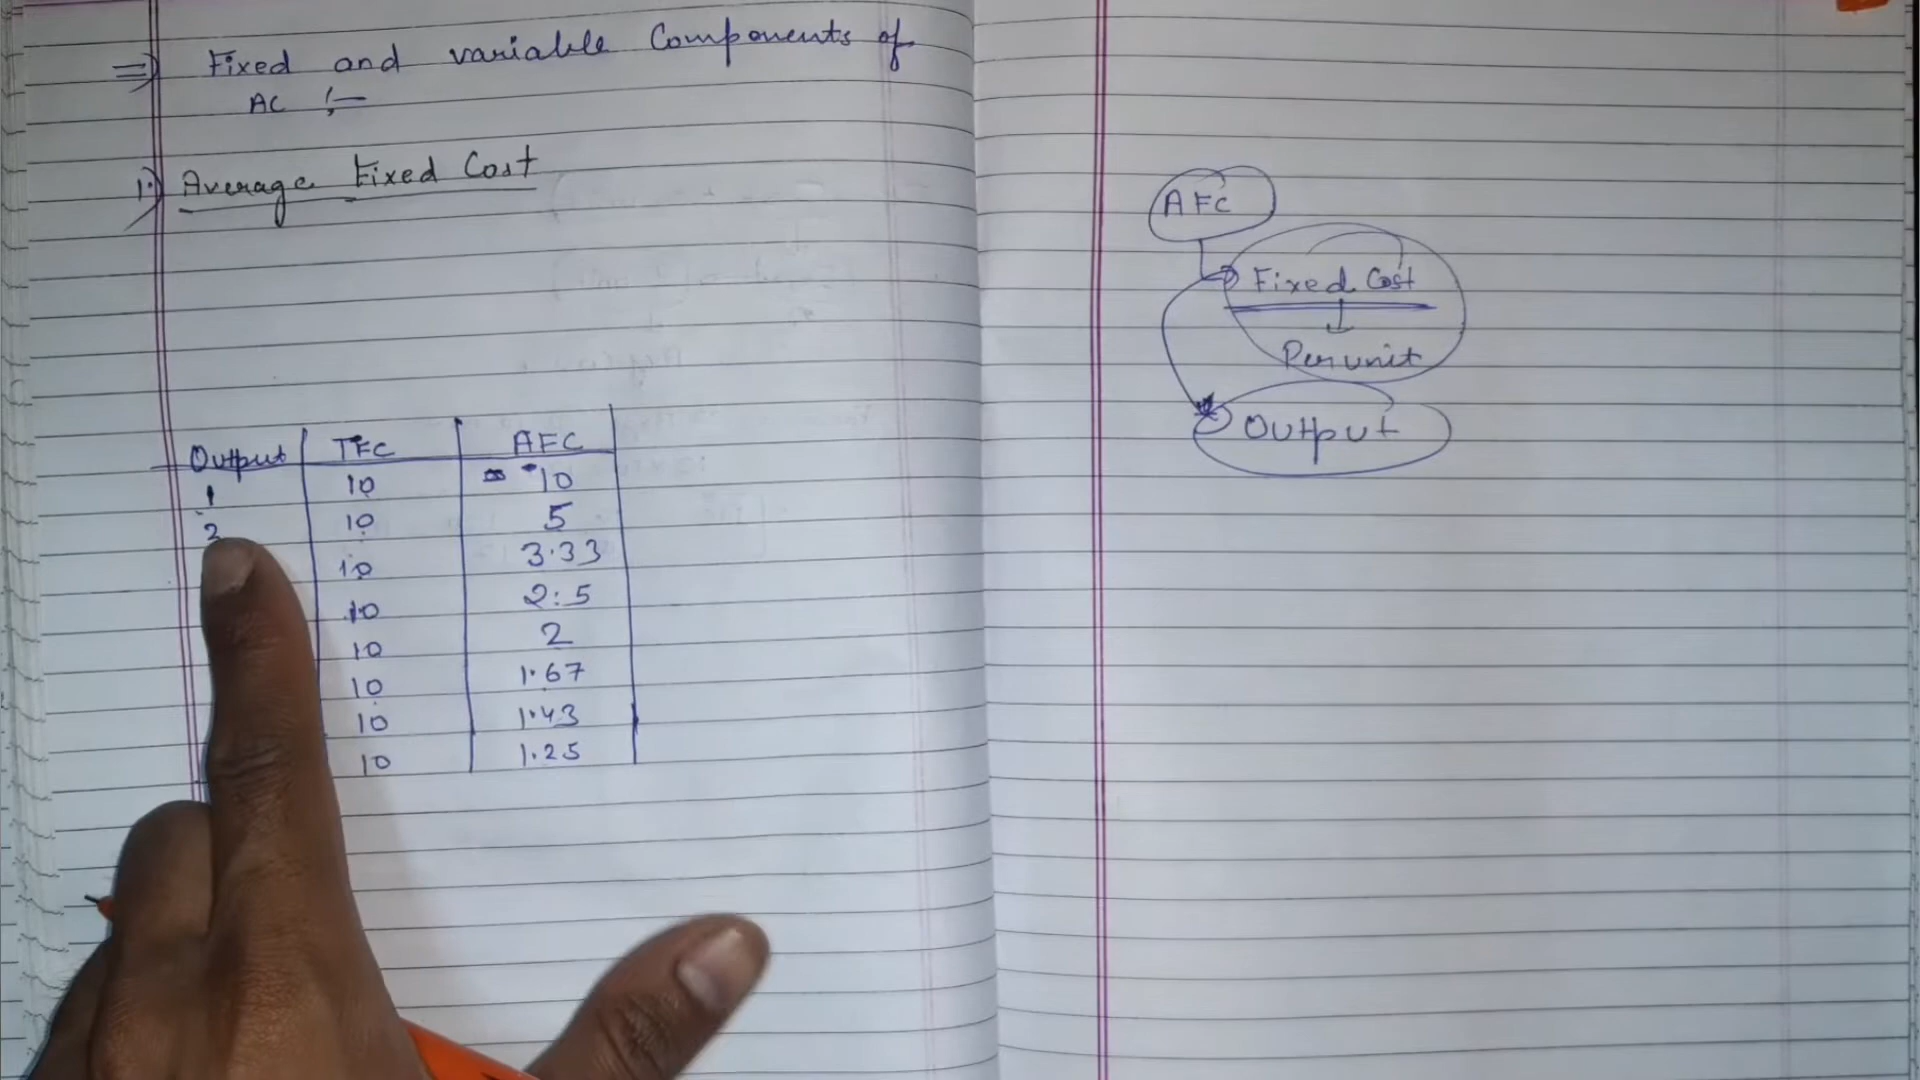 =) Fixed and variable Components of
AC :-
1.) Average Fixed Cost
Output TFC AFC
1 10 10
2 10 5
10 3.33
10 2.5
10 2
10 1.67
10 1.43
10 1.25
AFC
Fixed Cost
Per unit
Output